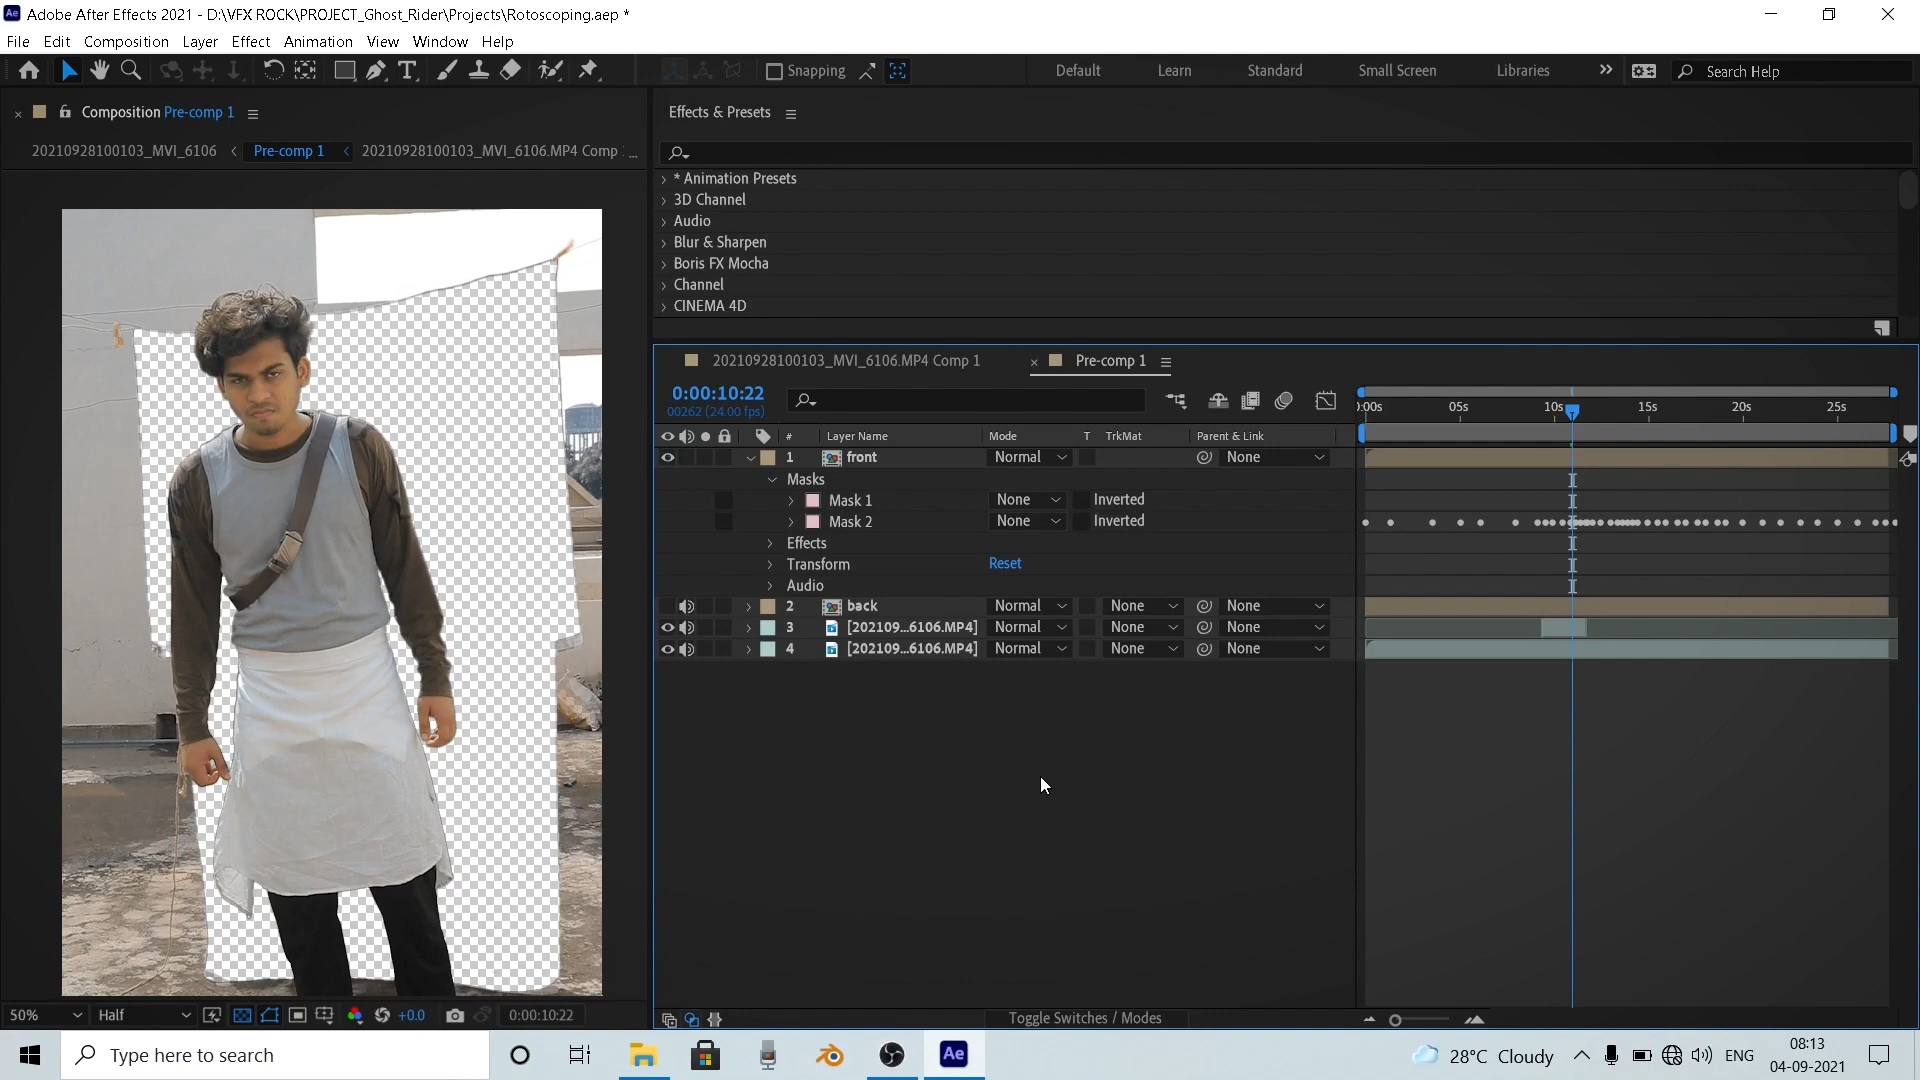 Ae Adobe After Effects 2021 - D:\VFX ROCK\PROJECT_Ghost_Rider\Projects\Rotoscoping.aep *
File Edit Composition Layer Effect Animation View Window Help
Snapping Default Learn Standard Small Screen Libraries Search Help
Composition Pre-comp 1
20210928100103_MVI_6106 Pre-comp 1 20210928100103_MVI_6106.MP4 Comp
Effects & Presets
* Animation Presets
3D Channel
Audio
Blur & Sharpen
Boris FX Mocha
Channel
CINEMA 4D
20210928100103_MVI_6106.MP4 Comp 1 Pre-comp 1
0:00:10:22
00262 (24.00 fps)
:00s 05s 10s 15s 20s 25s
# Layer Name Mode T TrkMat Parent & Link
1 front Normal None
Masks
Mask 1 None Inverted
Mask 2 None Inverted
Effects
Transform Reset
Audio
2 back Normal None None
3 [202109...6106.MP4] Normal None None
4 [202109...6106.MP4] Normal None None
50% Half +0.0 0:00:10:22
Toggle Switches / Modes
Type here to search Ae 28°C Cloudy ENG 08:13
04-09-2021